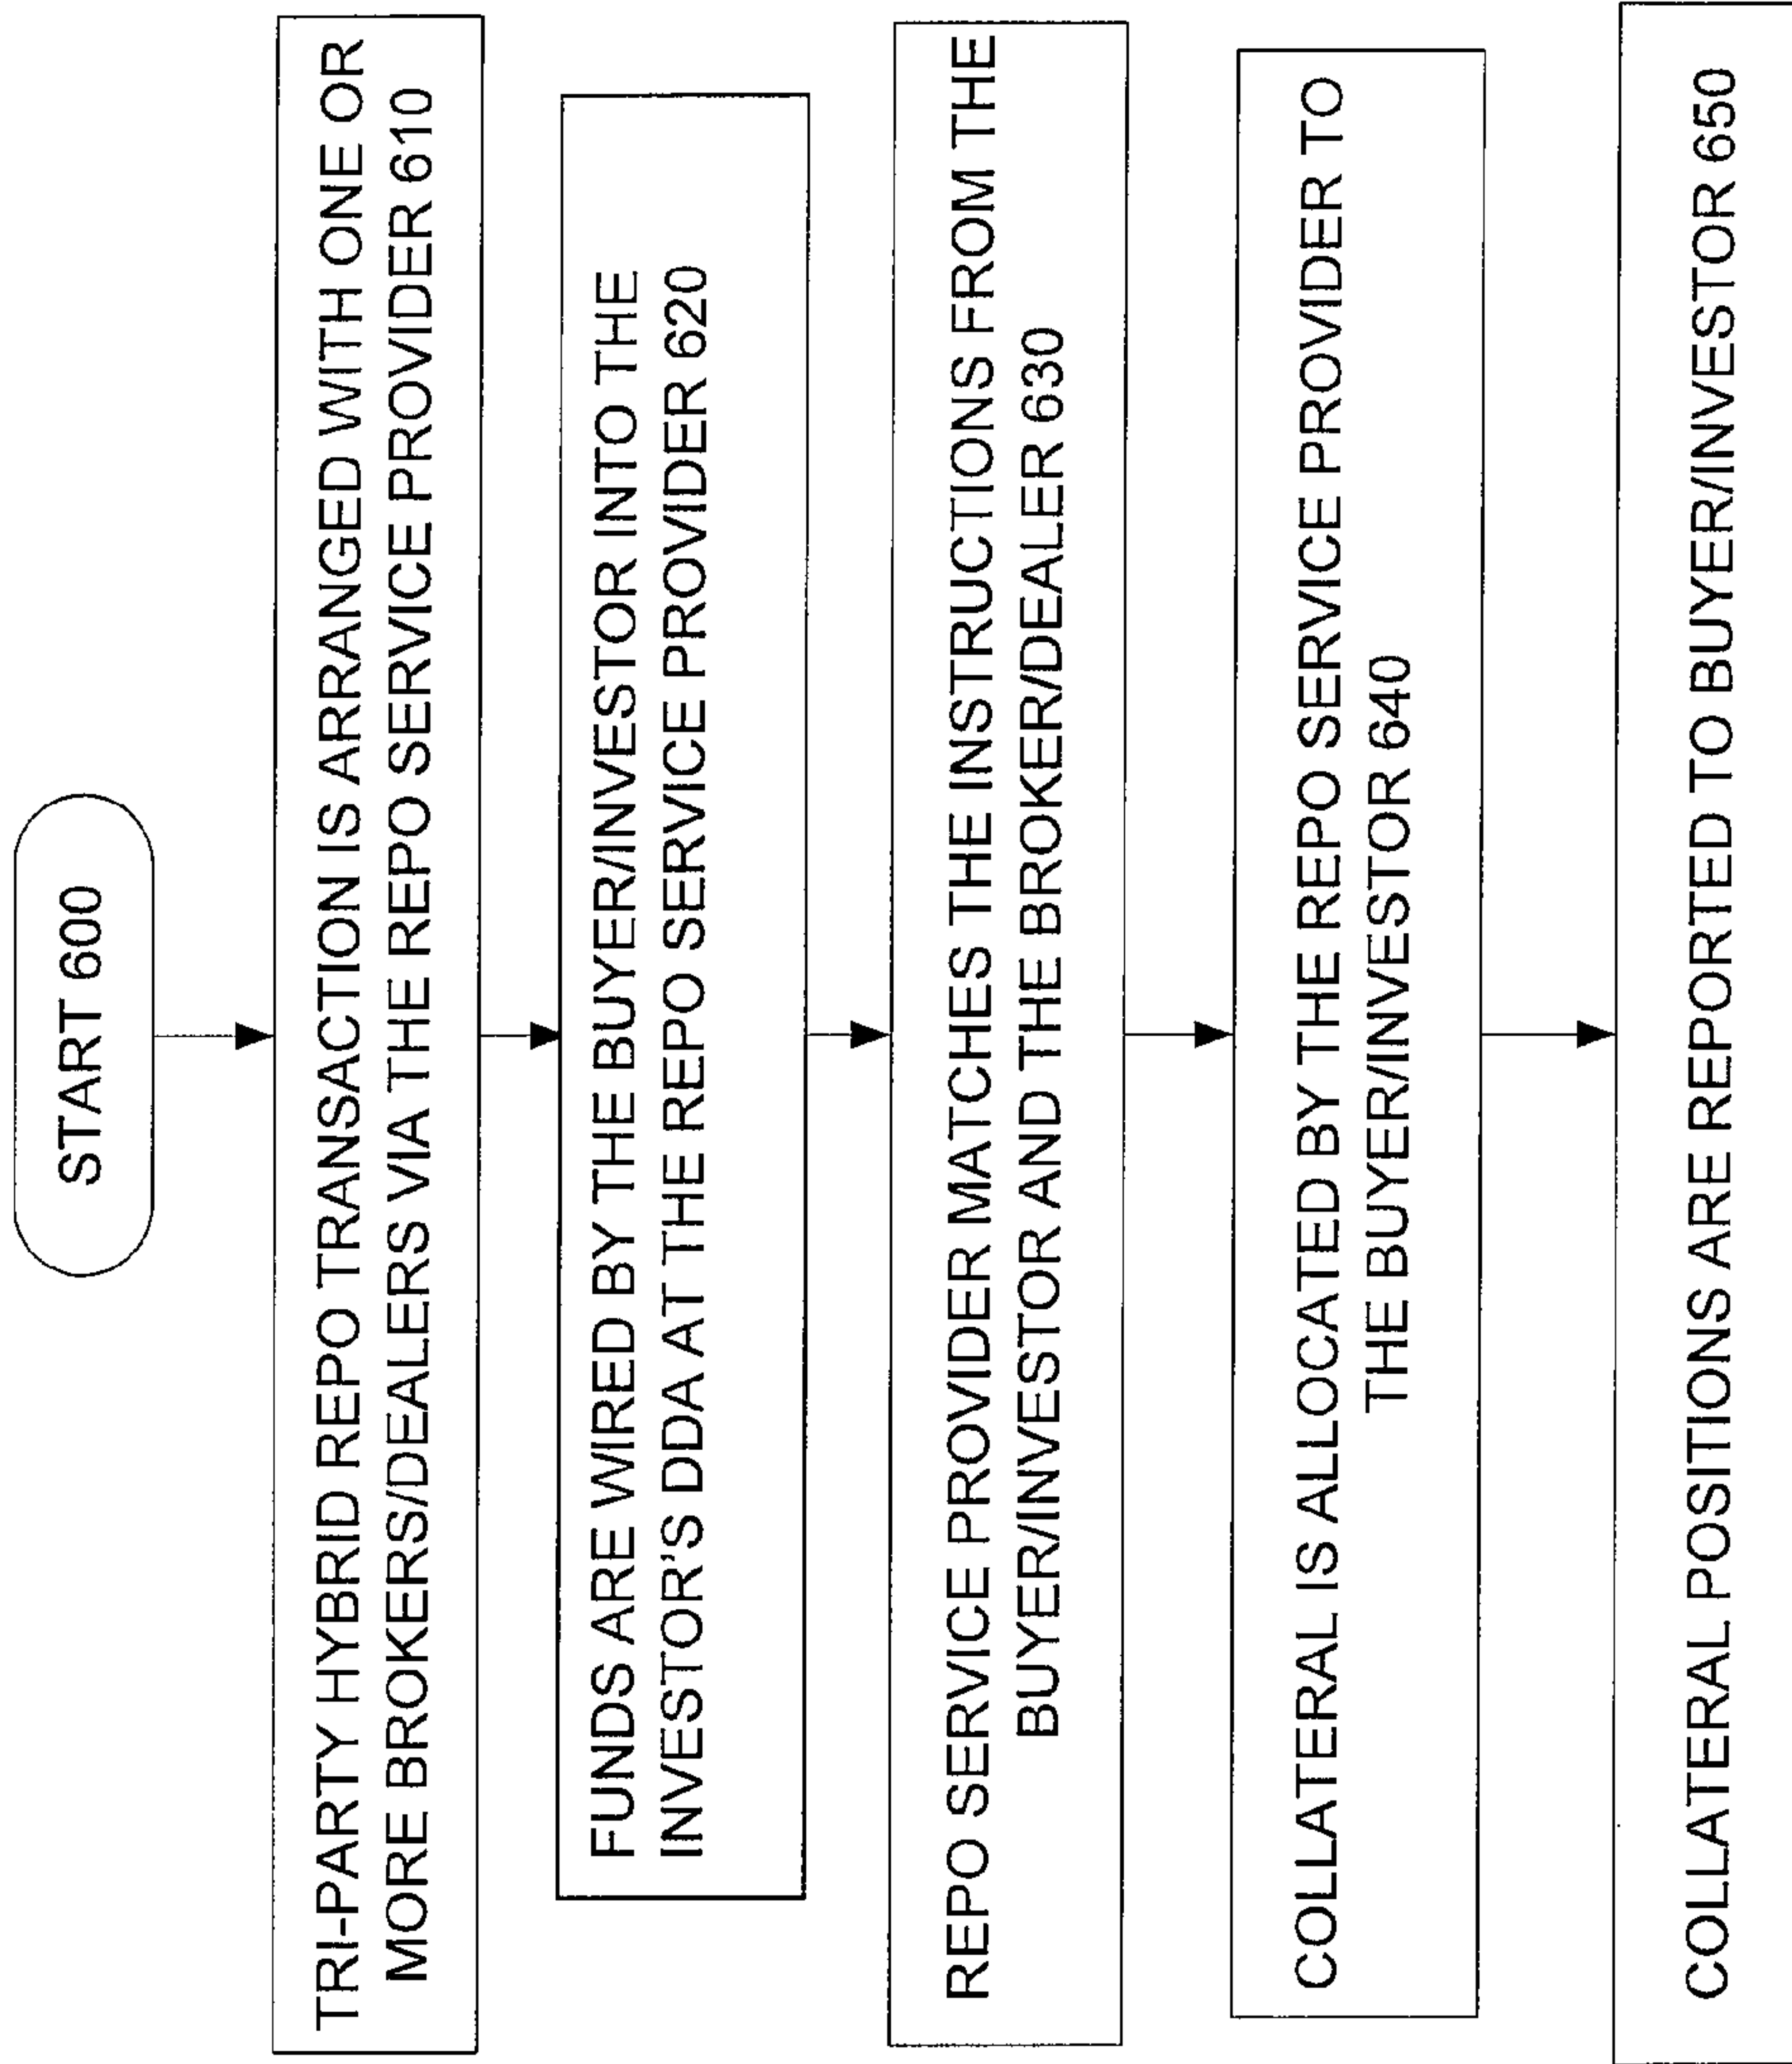 START 600
TRI-PARTY HYBRID REPO TRANSACTION IS ARRANGED WITH ONE OR
MORE BROKERS/DEALERS VIA THE REPO SERVICE PROVIDER 610
FUNDS ARE WIRED BY THE BUYER/INVESTOR INTO THE
INVESTOR'S DDA AT THE REPO SERVICE PROVIDER 620
REPO SERVICE PROVIDER MATCHES THE INSTRUCTIONS FROM THE
BUYER/INVESTOR AND THE BROKER/DEALER 630
COLLATERAL IS ALLOCATED BY THE REPO SERVICE PROVIDER TO
THE BUYER/INVESTOR 640
COLLATERAL POSITIONS ARE REPORTED TO BUYER/INVESTOR 650